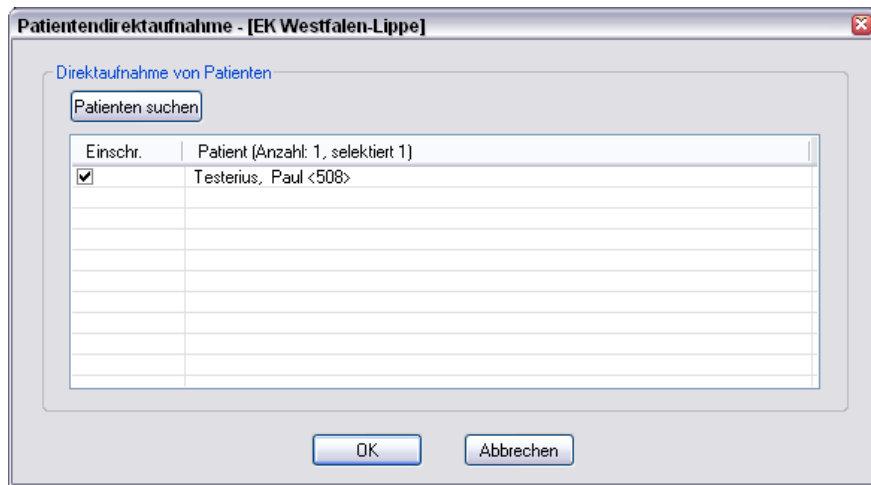 Patientendirektaufnahme - [EK Westfalen-Lippe]
Direktaufnahme von Patienten
Patienten suchen
Einschr. Patient (Anzahl: 1, selektiert 1)
Testerius, Paul <508>
OK Abbrechen